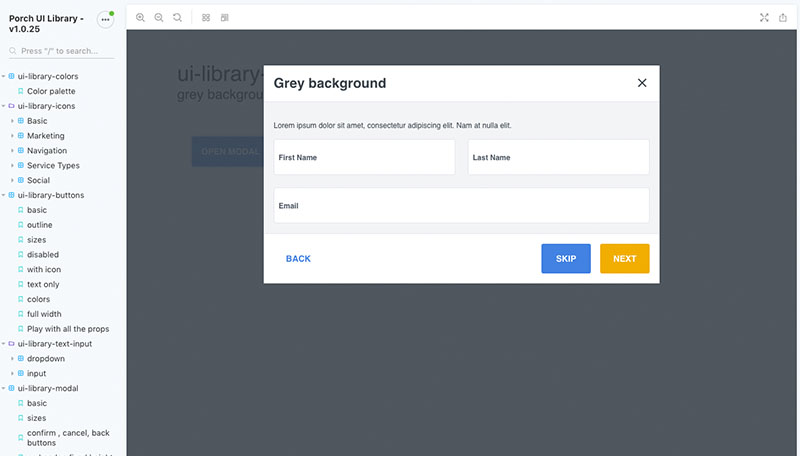 Porch UI Library -
v1.0.25
Press "/" to search...
ui-library-colors
Color palette
ui-library-icons
Basic
Marketing
Navigation
Service Types
Social
ui-library-buttons
basic
outline
sizes
disabled
with icon
text only
colors
full width
Play with all the props
ui-library-text-input
dropdown
input
ui-library-modal
basic
sizes
confirm , cancel, back
buttons
ui-library-
grey backgrou
OPEN MODAL
Grey background
Lorem ipsum dolor sit amet, consectetur adipiscing elit. Nam at nulla elit.
First Name
Last Name
Email
BACK
SKIP
NEXT